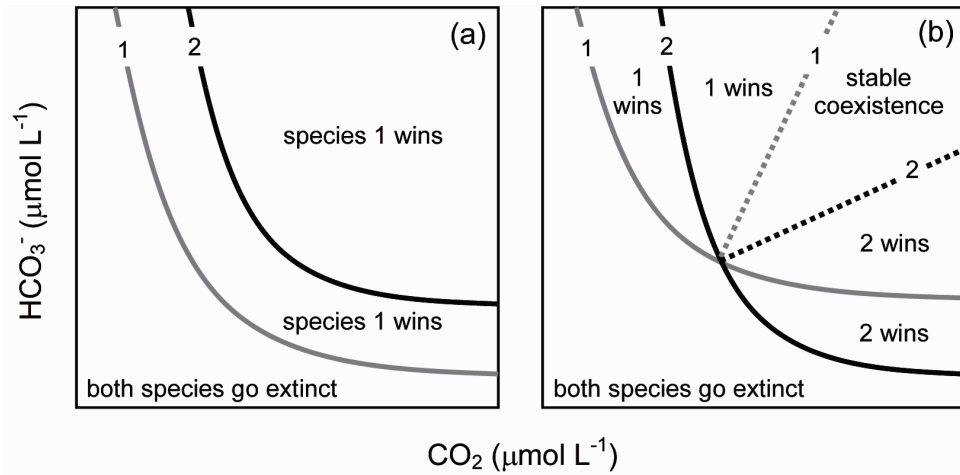 (a)
1
2
species 1 wins
species 1 wins
both species go extinct
(b)
1
2
1
wins
1 wins
1
stable
coexistence
2
2 wins
2 wins
both species go extinct
HCO₃⁻ (μmol L⁻¹)
CO₂ (μmol L⁻¹)